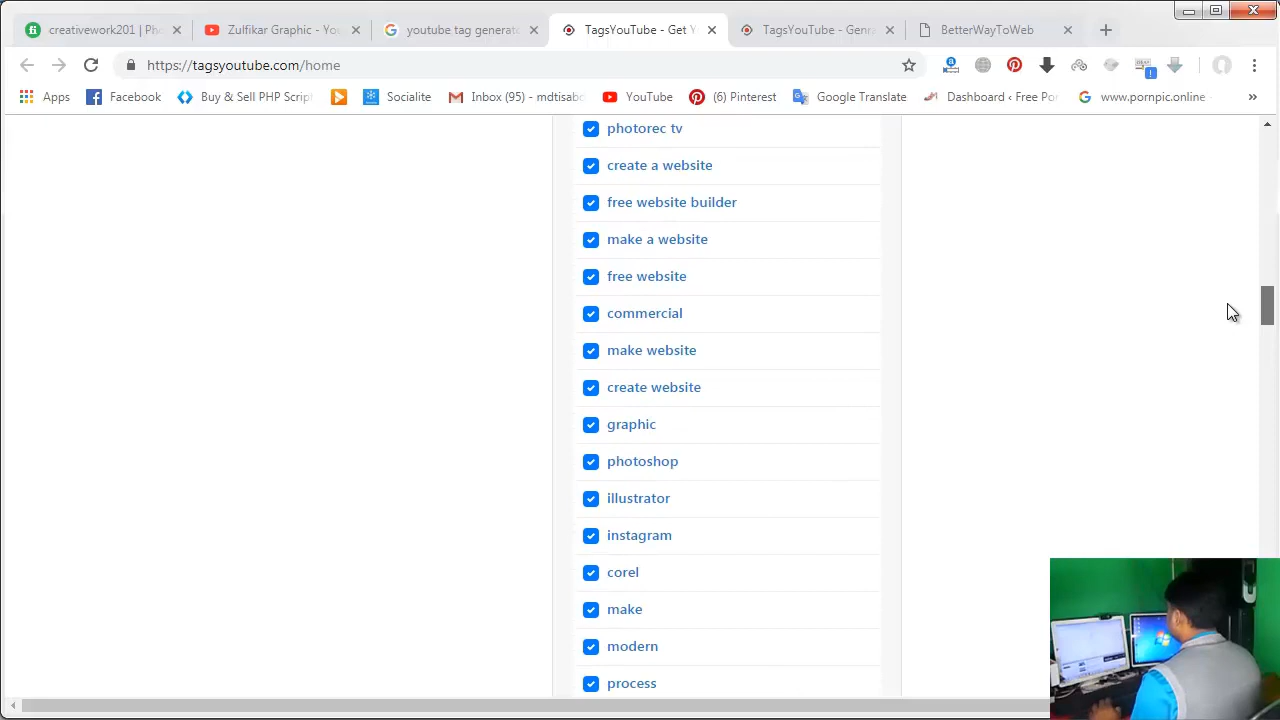 creativework201 | Ph
Zulfikar Graphic - Yo
youtube tag generat
TagsYouTube - Get Y
TagsYouTube - Genr
BetterWayToWeb
https://tagsyoutube.com/home
Apps
Facebook
Buy & Sell PHP Script
Socialite
Inbox (95) - mdtisab
YouTube
(6) Pinterest
Google Translate
Dashboard ‹ Free Po
www.pornpic.online -
photorec tv
create a website
free website builder
make a website
free website
commercial
make website
create website
graphic
photoshop
illustrator
instagram
corel
make
modern
process